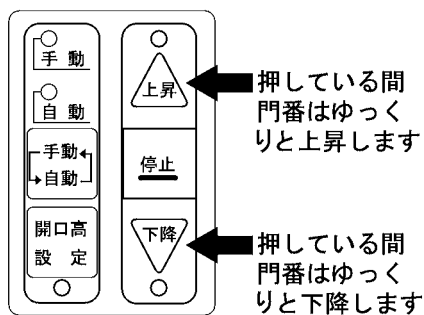 手 動
自 動
手動
自動
開口高
設 定
上昇
停止
下降
押している間
門番はゆっく
りと上昇します
押している間
門番はゆっく
りと下降します